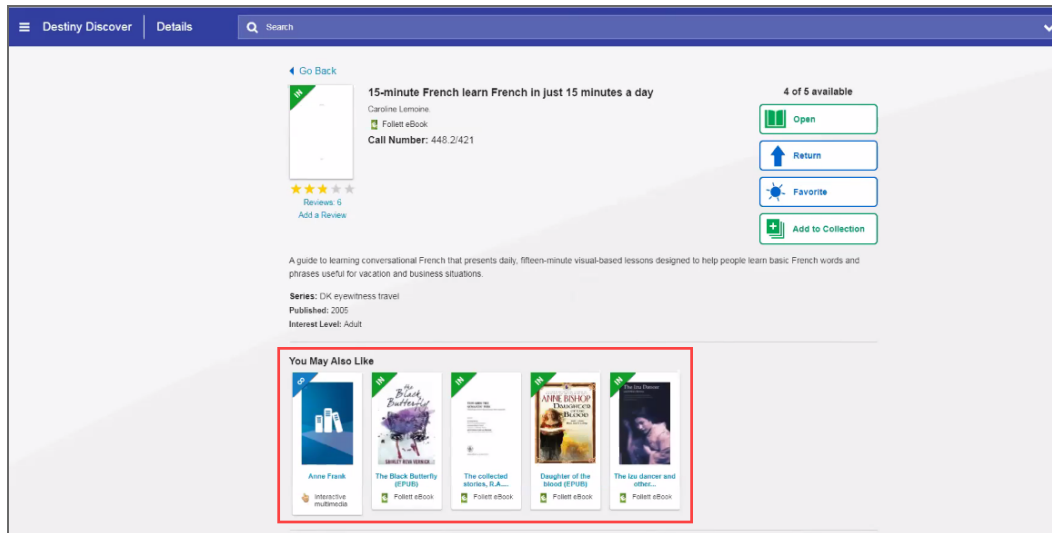 Destiny Discover Details Search
Go Back
IN
15-minute French learn French in just 15 minutes a day
Caroline Lemoine.
Follett eBook
Call Number: 448.2/421
Reviews: 6
Add a Review
4 of 5 available
Open
Return
Favorite
Add to Collection
A guide to learning conversational French that presents daily, fifteen-minute visual-based lessons designed to help people learn basic French words and
phrases useful for vacation and business situations.
Series: DK eyewitness travel
Published: 2005
Interest Level: Adult
You May Also Like
Anne Frank
Interactive
multimedia
IN
the
Black
Butterfly
SHIRLEY REVA VERNICK
The Black Butterfly
(EPUB)
Follett eBook
IN
The collected
stories, R.A....
Follett eBook
IN
ANNE BISHOP
DAUGHTER
OF THE
BLOOD
Daughter of the
blood (EPUB)
Follett eBook
IN
The Izu Dancer
The Izu dancer and
other...
Follett eBook